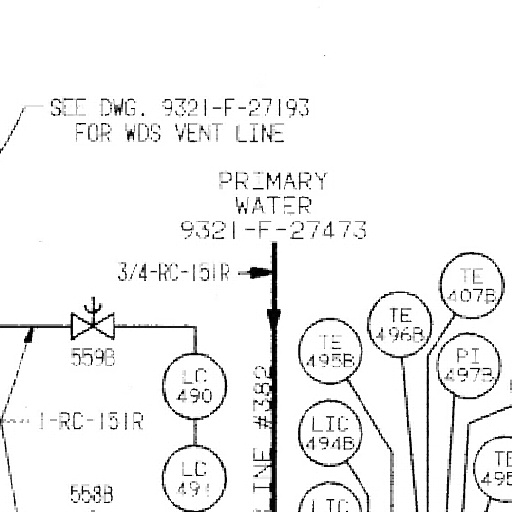 SEE DWG. 9321-F-27193
FOR WDS VENT LINE
PRIMARY
WATER
9321-F-27473
3/4-RC-151R
TE
407B
TE
496B
TE
495B
PI
497B
559B
LC
490
1-RC-151R
LIC
494B
LINE #382
TE
LC
491
558B
LIC